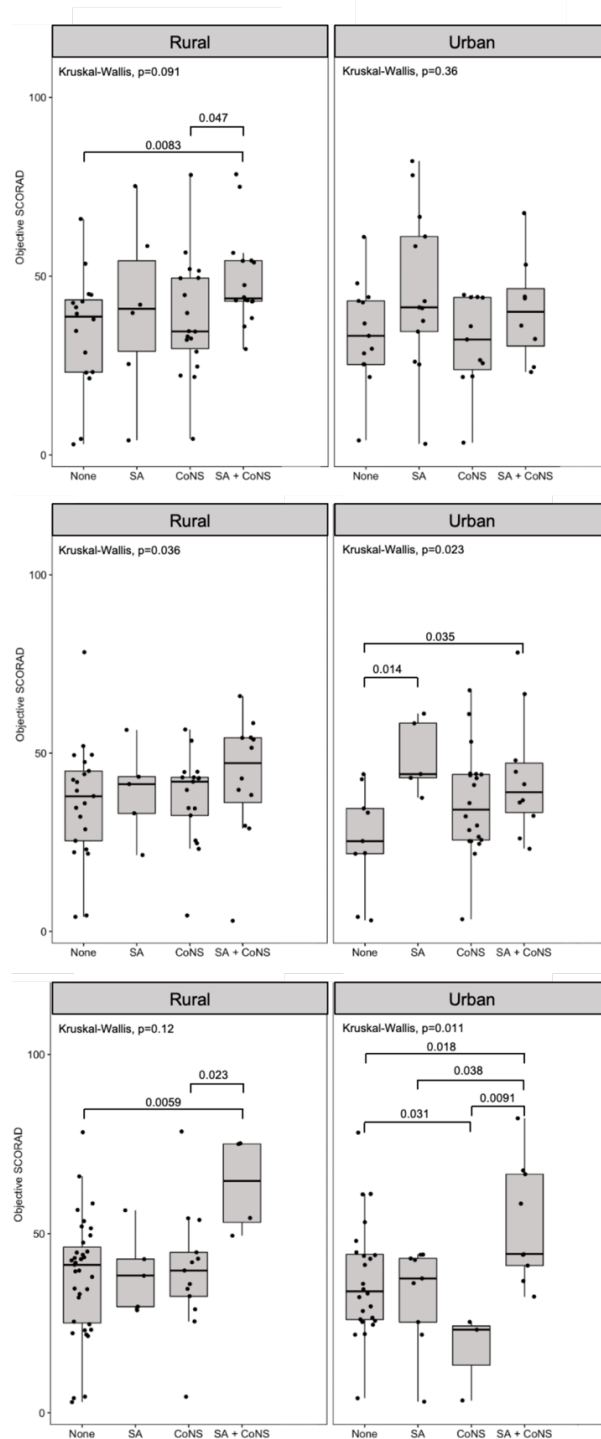 Rural Urban
Kruskal-Wallis, p=0.091 Kruskal-Wallis, p=0.36
100
0.047
0.0083
Objective SCORAD
50
0
None SA CoNS SA + CoNS None SA CoNS SA + CoNS
Rural Urban
Kruskal-Wallis, p=0.036 Kruskal-Wallis, p=0.023
100
0.035
0.014
Objective SCORAD
50
0
None SA CoNS SA + CoNS None SA CoNS SA + CoNS
Rural Urban
Kruskal-Wallis, p=0.12 Kruskal-Wallis, p=0.011
100
0.018
0.023 0.038
0.0059 0.0091
0.031
Objective SCORAD
50
0
None SA CoNS SA + CoNS None SA CoNS SA + CoNS